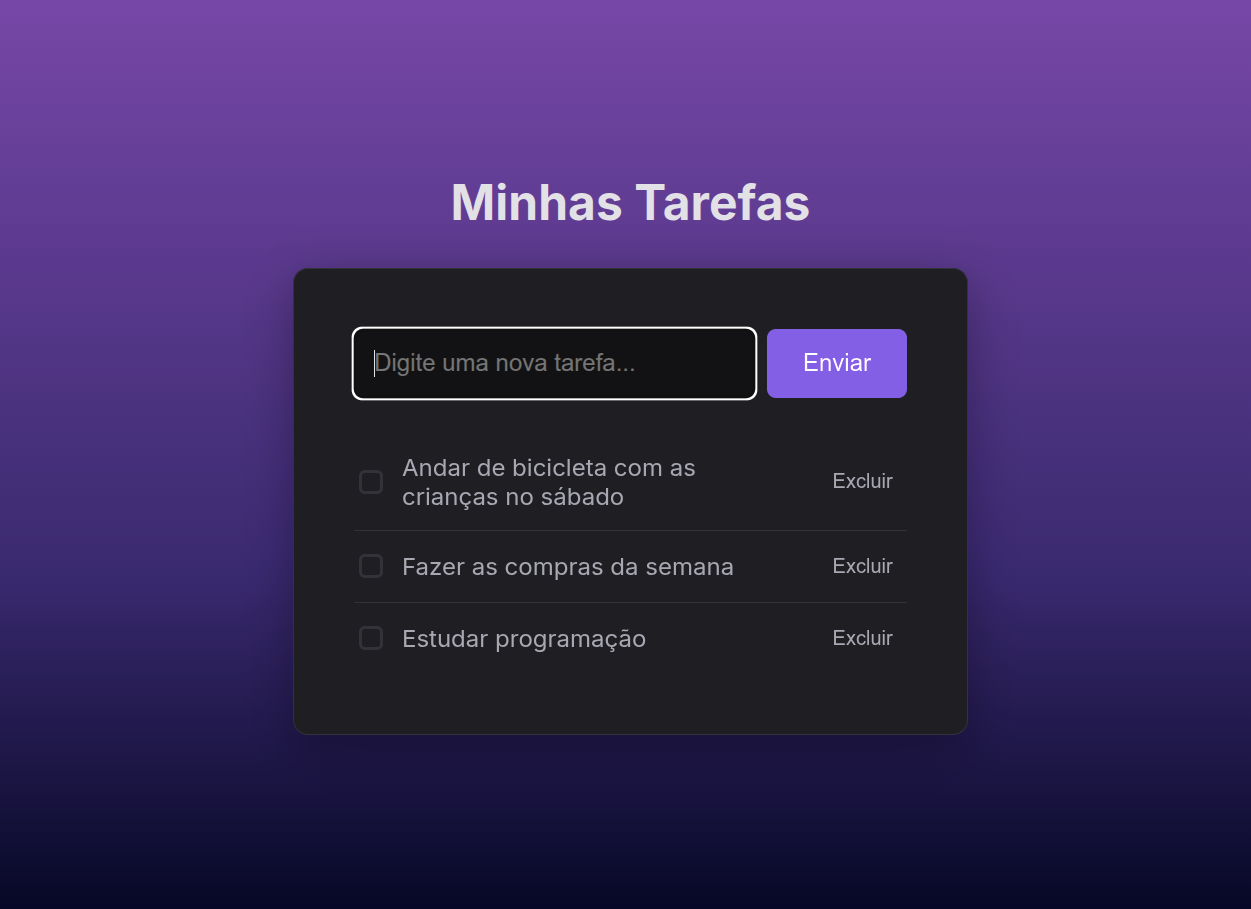 Minhas Tarefas
Digite uma nova tarefa...
Enviar
Andar de bicicleta com as
crianças no sábado
Excluir
Fazer as compras da semana
Excluir
Estudar programação
Excluir